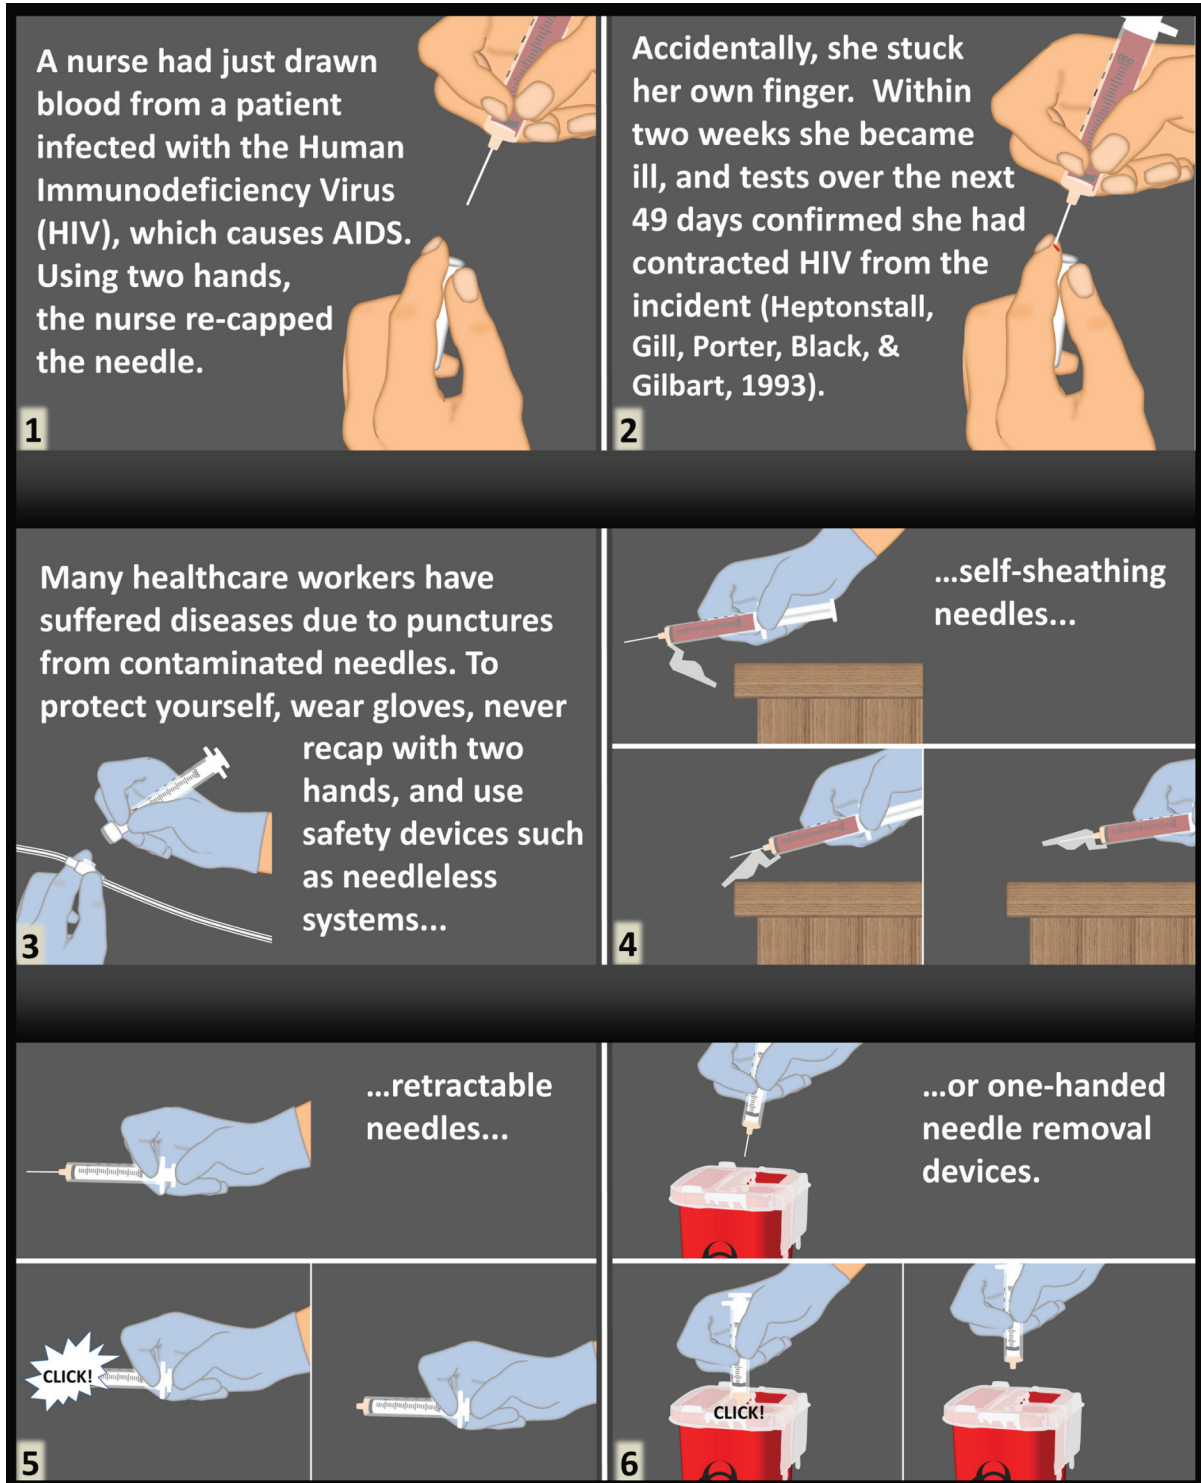 A nurse had just drawn
blood from a patient
infected with the Human
Immunodeficiency Virus
(HIV), which causes AIDS.
Using two hands,
the nurse re-capped
the needle.
1
Accidentally, she stuck
her own finger.  Within
two weeks she became
ill, and tests over the next
49 days confirmed she had
contracted HIV from the
incident (Heptonstall,
Gill, Porter, Black, &
Gilbart, 1993).
2
Many healthcare workers have
suffered diseases due to punctures
from contaminated needles. To
protect yourself, wear gloves, never
recap with two
hands, and use
safety devices such
as needleless
systems...
3
...self-sheathing
needles...
4
...retractable
needles...
CLICK!
5
...or one-handed
needle removal
devices.
CLICK!
6